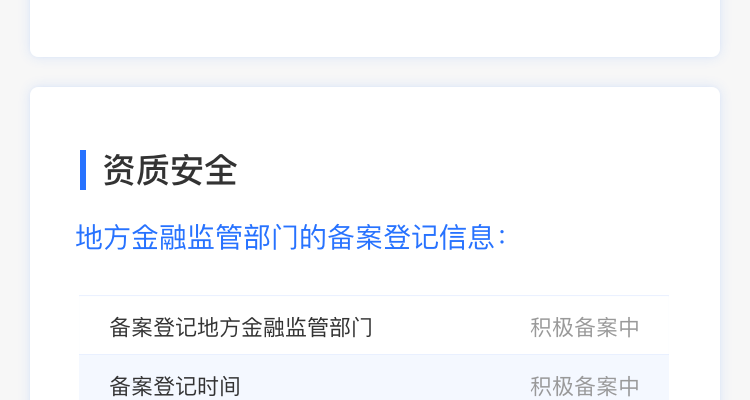 资质安全
地方金融监管部门的备案登记信息：
备案登记地方金融监管部门 积极备案中
备案登记时间 积极备案中